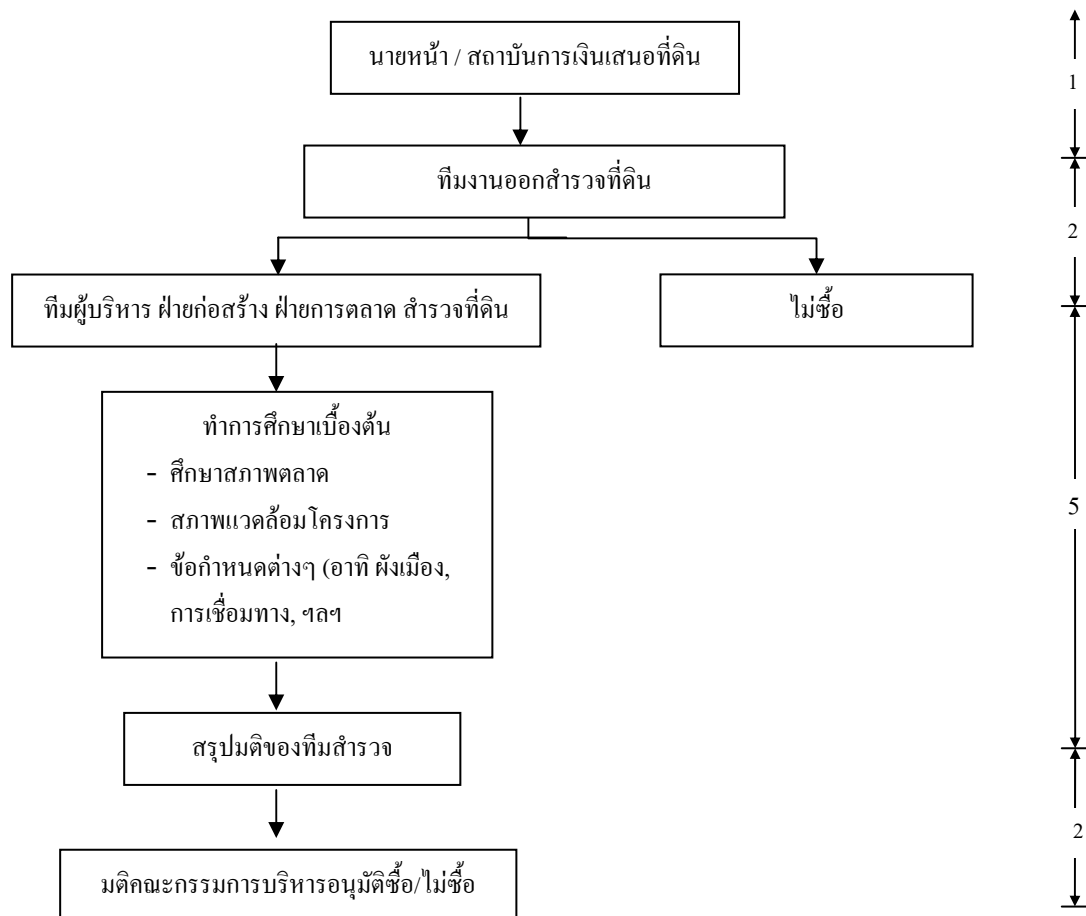 นายหน้า / สถาบันการเงินเสนอที่ดิน
1
ทีมงานออกสำรวจที่ดิน
2
ทีมผู้บริหาร ฝ่ายก่อสร้าง ฝ่ายการตลาด สำรวจที่ดิน
ไม่ซื้อ
ทำการศึกษาเบื้องต้น
- ศึกษาสภาพตลาด
- สภาพแวดล้อมโครงการ
- ข้อกำหนดต่างๆ (อาทิ ผังเมือง,
การเชื่อมทาง, ฯลฯ
5
สรุปมติของทีมสำรวจ
2
มติคณะกรรมการบริหารอนุมัติซื้อ/ไม่ซื้อ